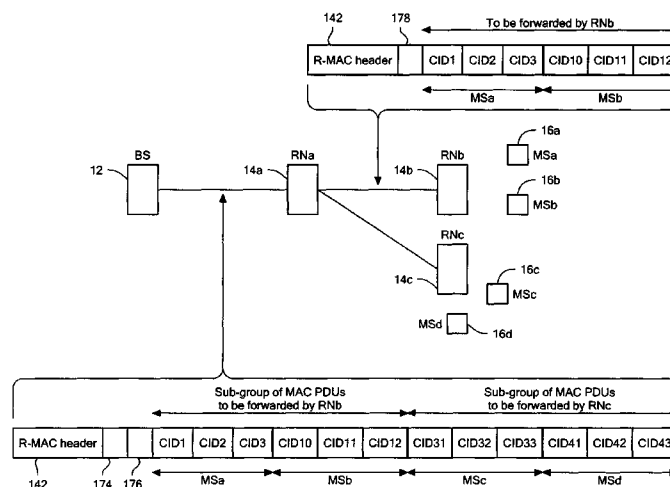 142
178
To be forwarded by RNb
R-MAC header CID1 CID2 CID3 CID10 CID11 CID12
MSa MSb
16a
BS RNa RNb MSa
12 14a 14b 16b
MSb
RNc
16c
14c MSc
MSd 16d
Sub-group of MAC PDUs to be forwarded by RNb
Sub-group of MAC PDUs to be forwarded by RNc
R-MAC header CID1 CID2 CID3 CID10 CID11 CID12 CID31 CID32 CID33 CID41 CID42 CID43
142 174 176 MSa MSb MSc MSd